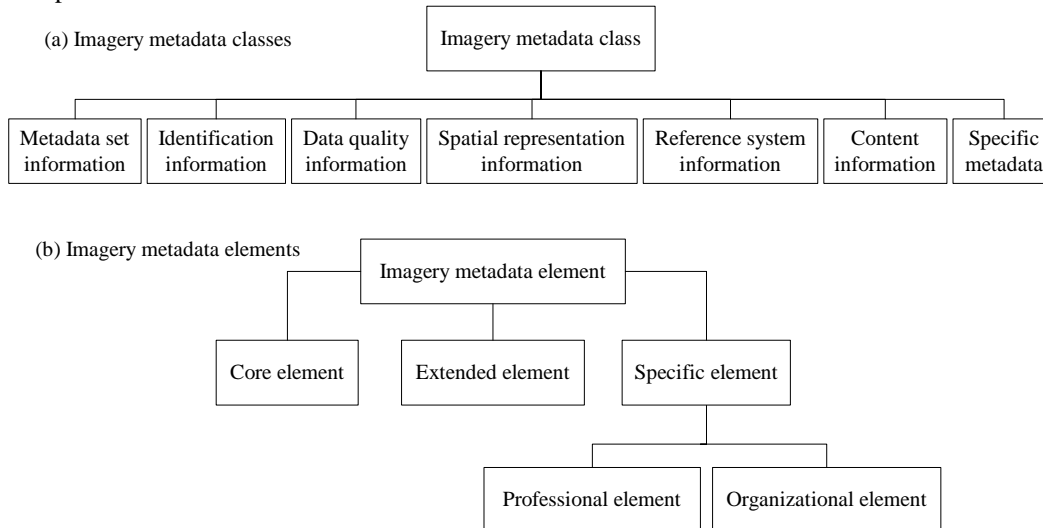 (a) Imagery metadata classes
Imagery metadata class
Metadata set
information
Identification
information
Data quality
information
Spatial representation
information
Reference system
information
Content
information
Specific
metadata
(b) Imagery metadata elements
Imagery metadata element
Core element
Extended element
Specific element
Professional element
Organizational element